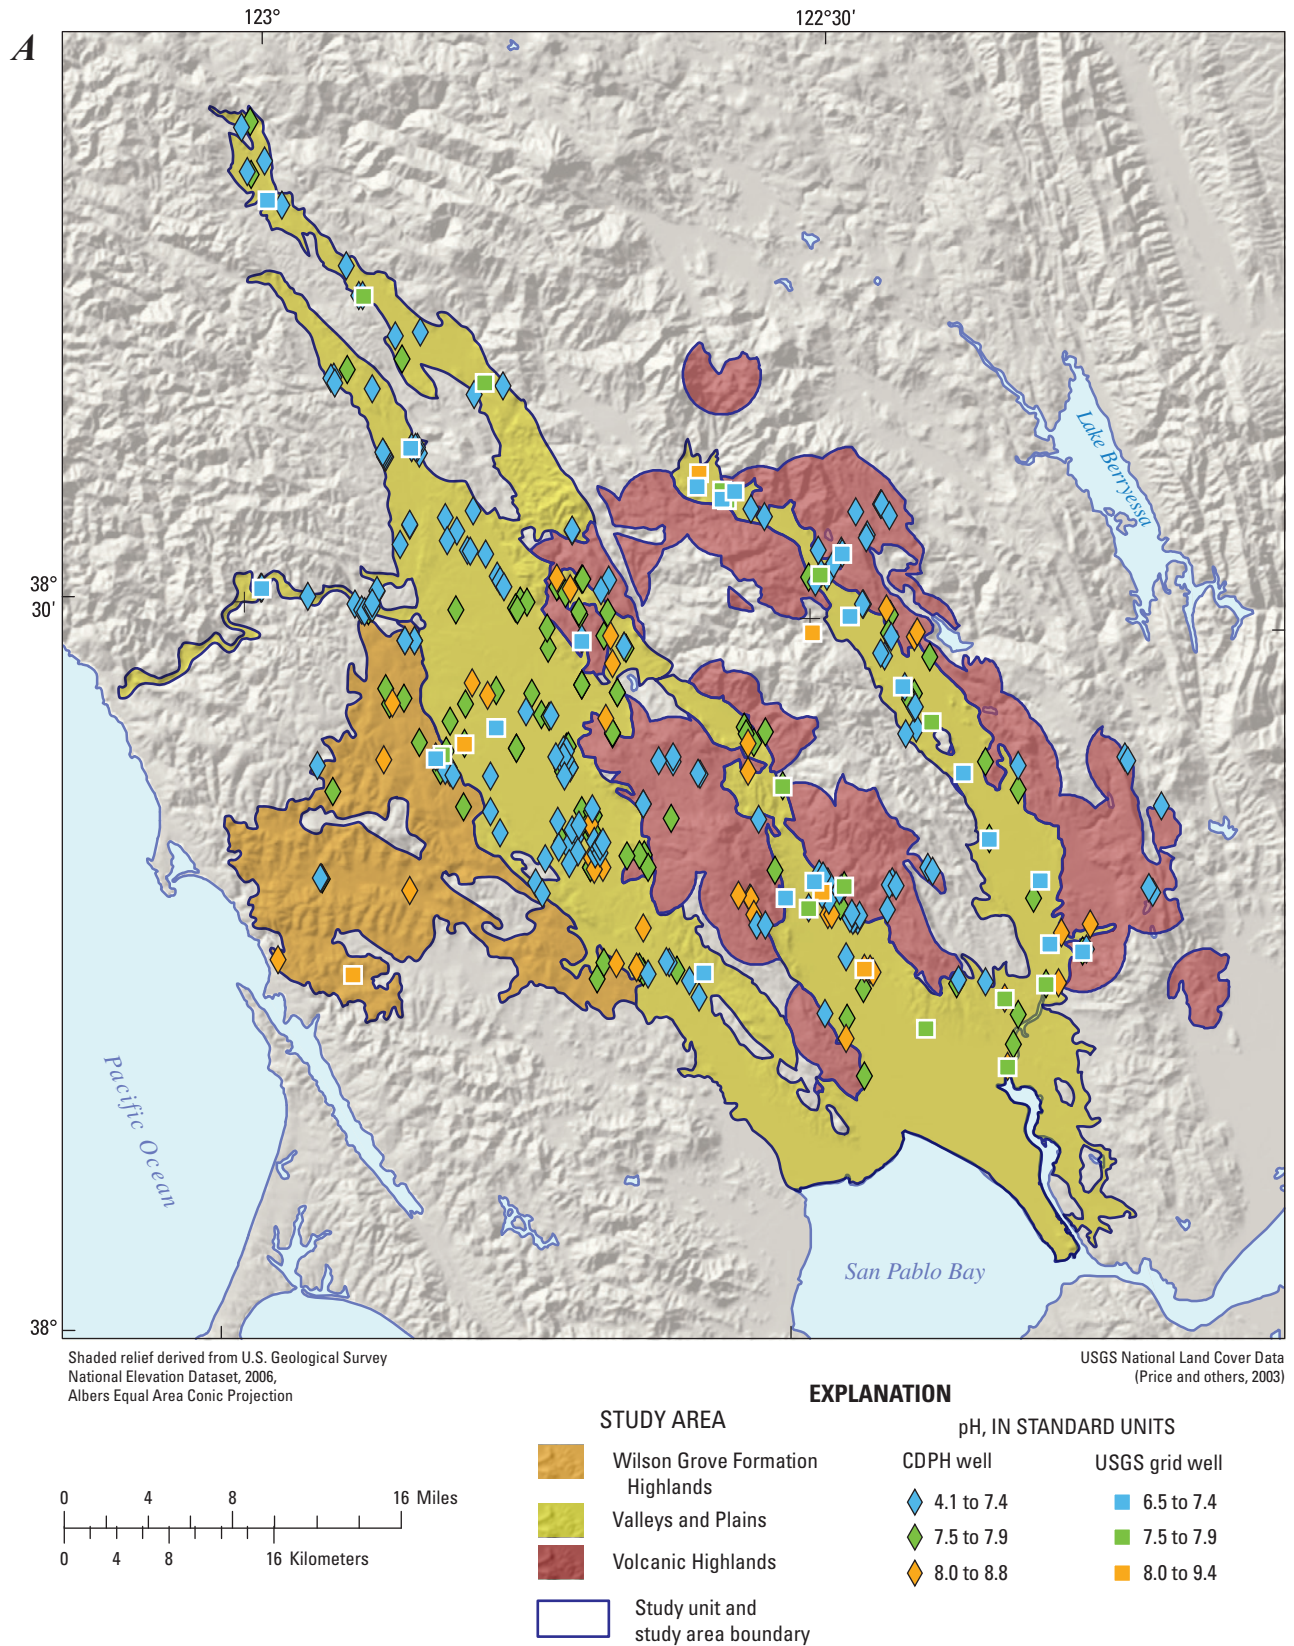 A
123°
122°30'
38°
30'
38°
Lake Berryessa
Pacific Ocean
San Pablo Bay
Shaded relief derived from U.S. Geological Survey
National Elevation Dataset, 2006,
Albers Equal Area Conic Projection
USGS National Land Cover Data
(Price and others, 2003)
EXPLANATION
STUDY AREA
Wilson Grove Formation
Highlands
Valleys and Plains
Volcanic Highlands
Study unit and
study area boundary
pH, IN STANDARD UNITS
CDPH well
4.1 to 7.4
7.5 to 7.9
8.0 to 8.8
USGS grid well
6.5 to 7.4
7.5 to 7.9
8.0 to 9.4
0 4 8 16 Miles
0 4 8 16 Kilometers